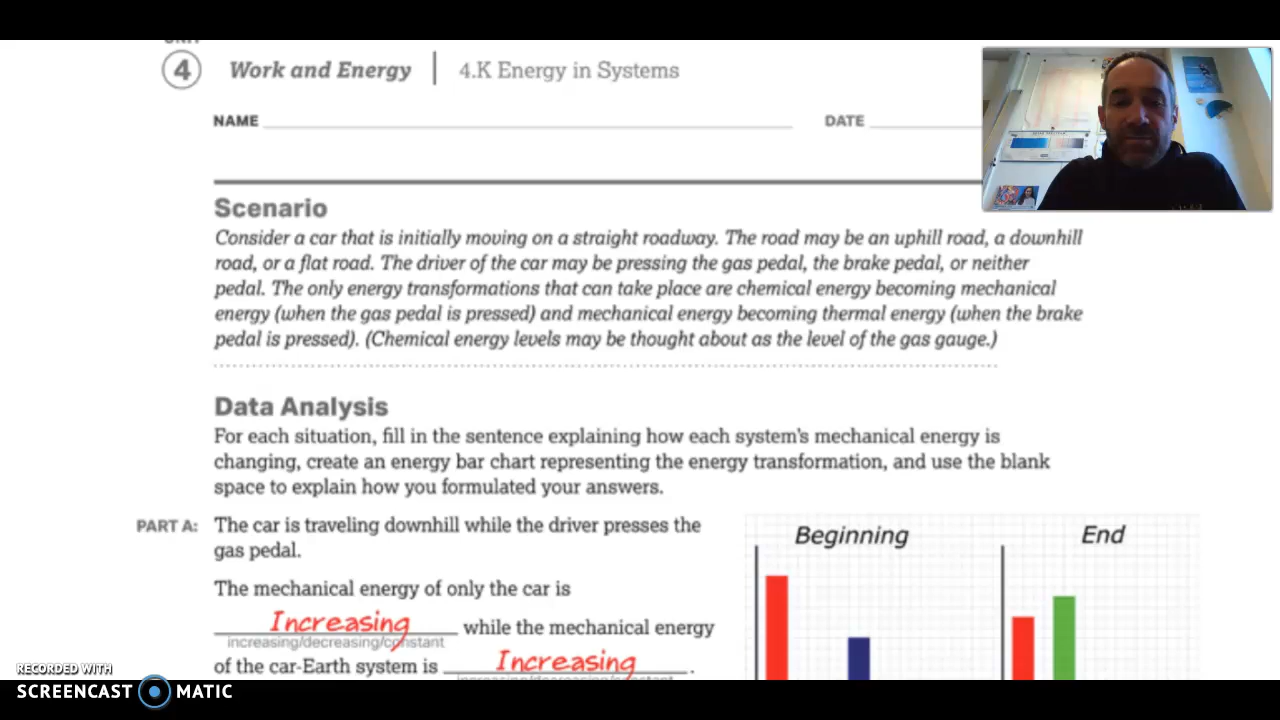 4 Work and Energy | 4.K Energy in Systems
NAME DATE
Scenario
Consider a car that is initially moving on a straight roadway. The road may be an uphill road, a downhill
road, or a flat road. The driver of the car may be pressing the gas pedal, the brake pedal, or neither
pedal. The only energy transformations that can take place are chemical energy becoming mechanical
energy (when the gas pedal is pressed) and mechanical energy becoming thermal energy (when the brake
pedal is pressed). (Chemical energy levels may be thought about as the level of the gas gauge.)
Data Analysis
For each situation, fill in the sentence explaining how each system's mechanical energy is
changing, create an energy bar chart representing the energy transformation, and use the blank
space to explain how you formulated your answers.
PART A: The car is traveling downhill while the driver presses the
gas pedal.
The mechanical energy of only the car is
Increasing while the mechanical energy
increasing/decreasing/constant
of the car-Earth system is Increasing .
Beginning End
RECORDED WITH
SCREENCAST MATIC